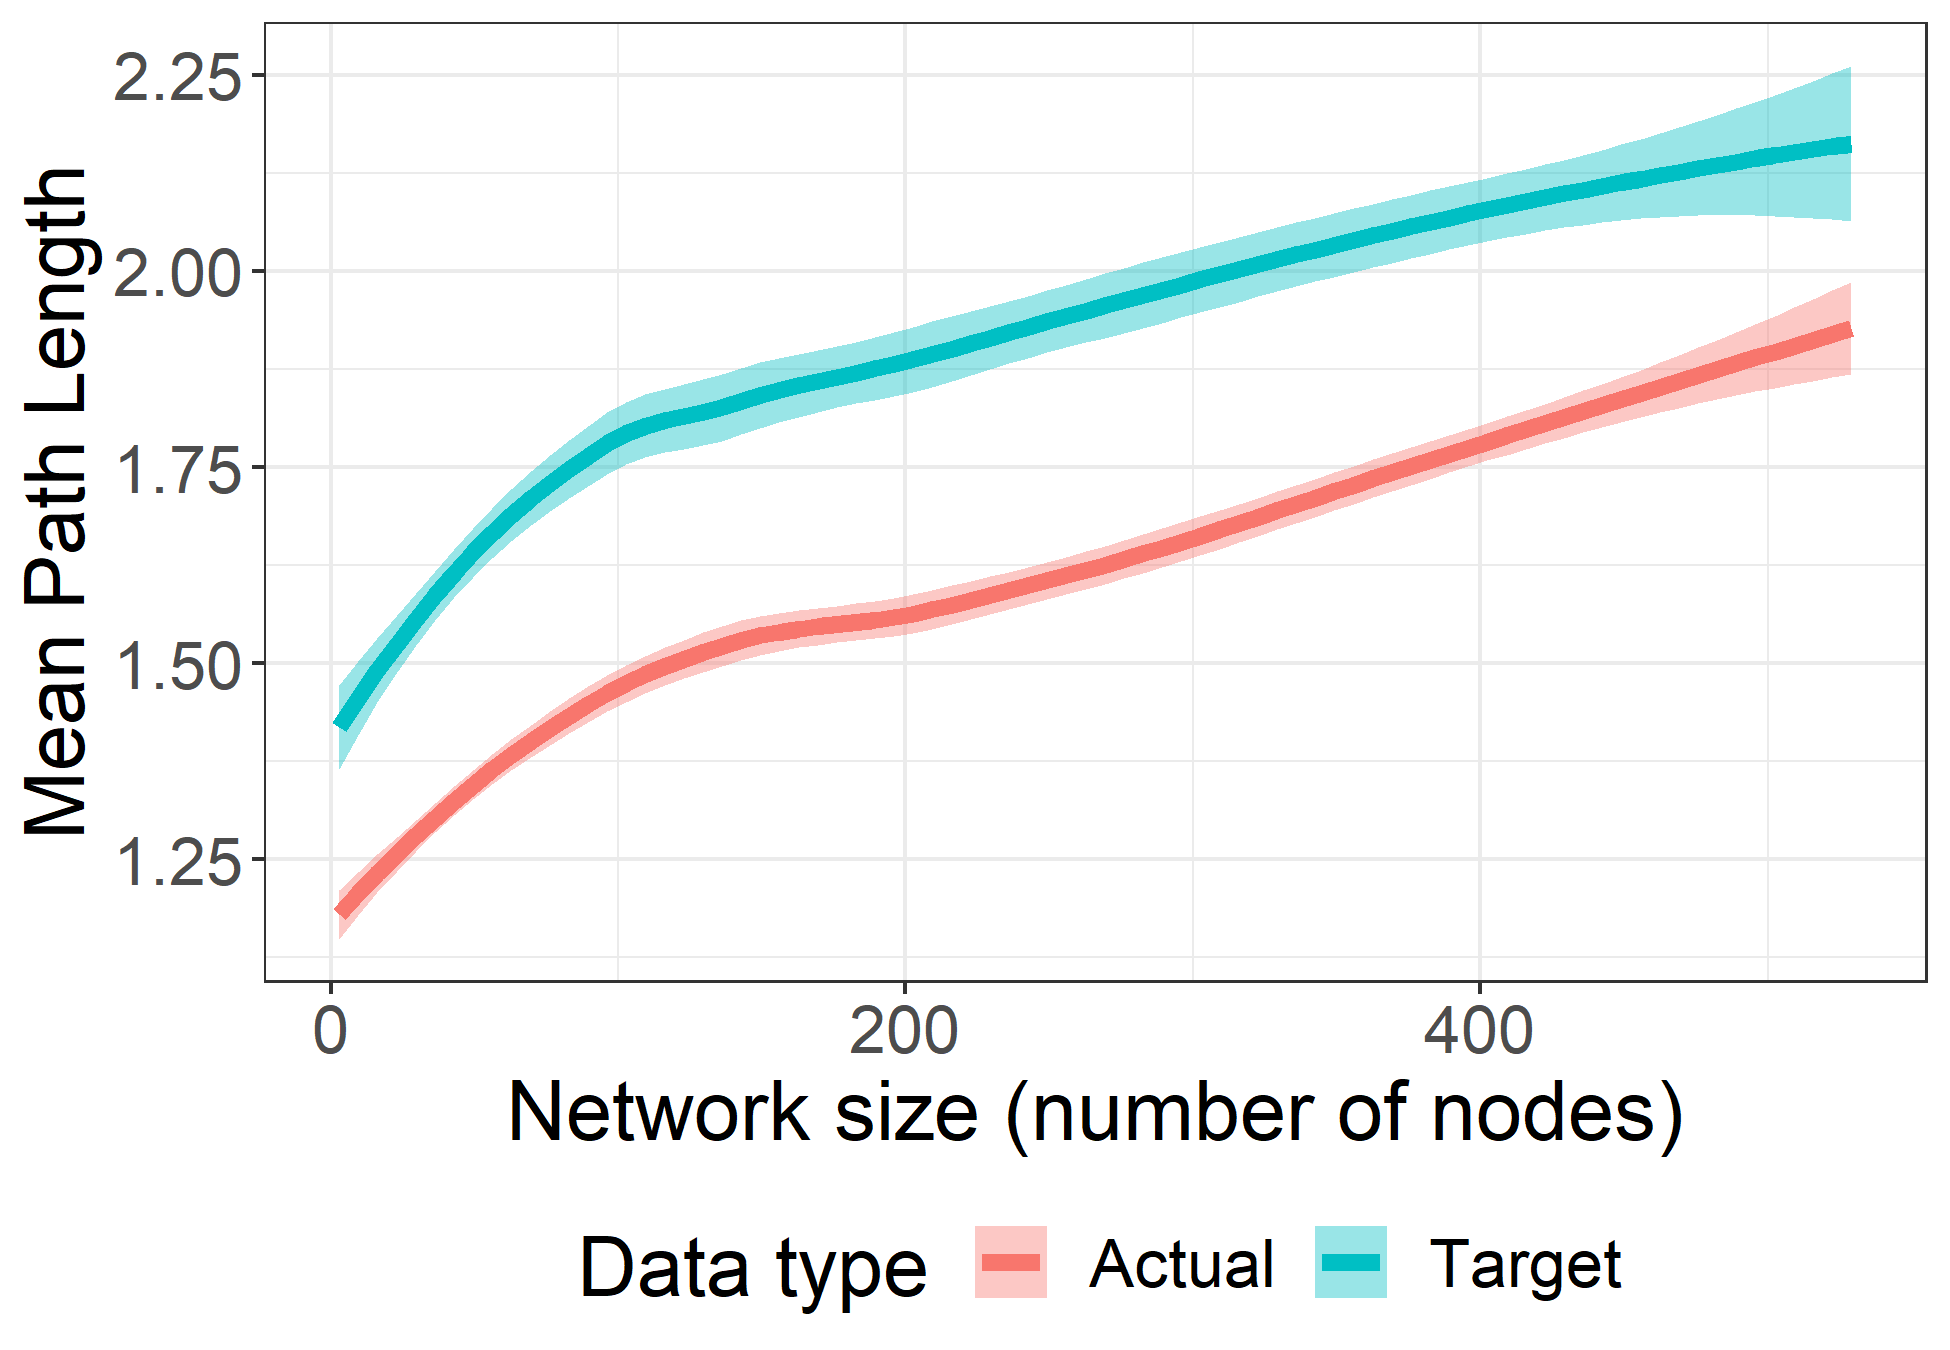 2.25
2.00
1.75
1.50
1.25
Mean Path Length
0 200 400
Network size (number of nodes)
Data type Actual Target